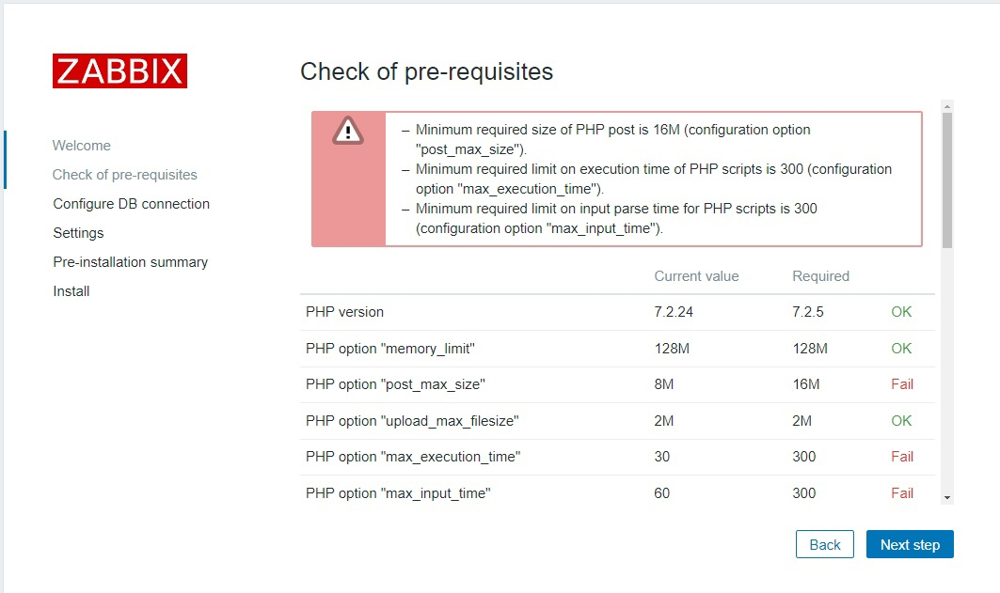 ZABBIX
Welcome
Check of pre-requisites
Configure DB connection
Settings
Pre-installation summary
Install
Check of pre-requisites
– Minimum required size of PHP post is 16M (configuration option
"post_max_size").
– Minimum required limit on execution time of PHP scripts is 300 (configuration
option "max_execution_time").
– Minimum required limit on input parse time for PHP scripts is 300
(configuration option "max_input_time").
Current value Required
PHP version 7.2.24 7.2.5 OK
PHP option "memory_limit" 128M 128M OK
PHP option "post_max_size" 8M 16M Fail
PHP option "upload_max_filesize" 2M 2M OK
PHP option "max_execution_time" 30 300 Fail
PHP option "max_input_time" 60 300 Fail
Back Next step